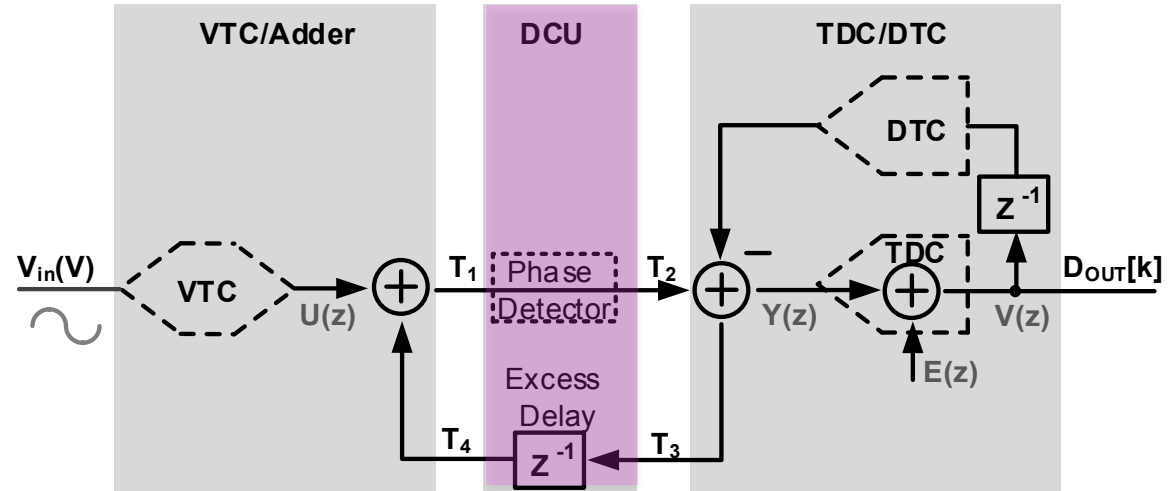 VTC/Adder
DCU
TDC/DTC
DTC
Z⁻¹
Vin(V)
VTC
U(z)
T1
Phase
Detector
T2
Y(z)
TDC
DOUT[k]
V(z)
E(z)
Excess
Delay
T4
Z⁻¹
T3